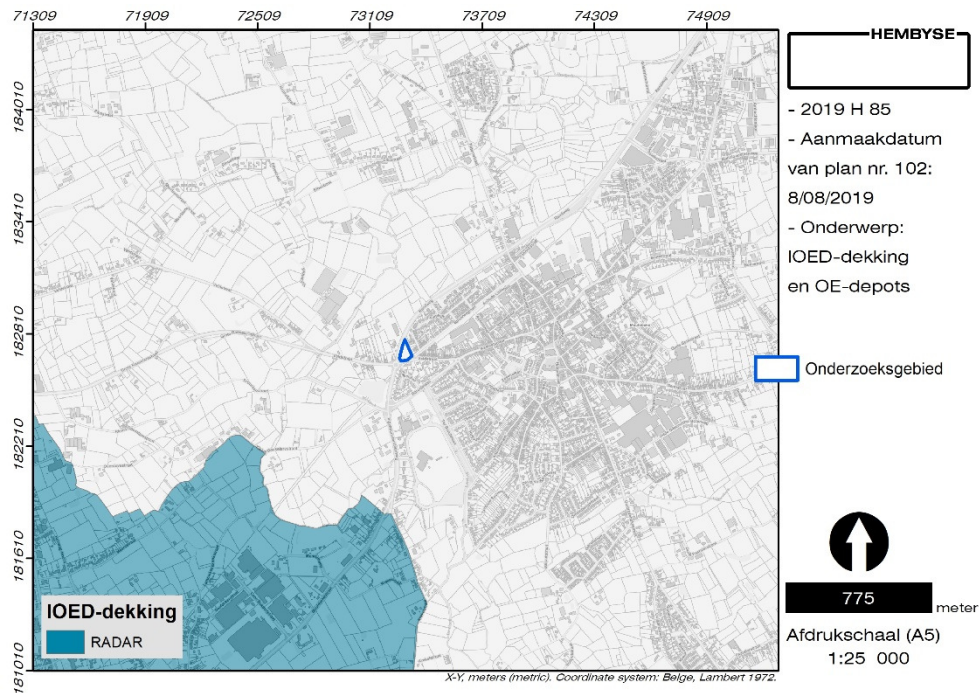 71309 71909 72509 73109 73709 74309 74909
184010
183410
182810
182210
181610
181010
HEMBYSE
- 2019 H 85
- Aanmaakdatum
van plan nr. 102:
8/08/2019
- Onderwerp:
IOED-dekking
en OE-depots
Onderzoeksgebied
775 meter
Afdrukschaal (A5)
1:25 000
IOED-dekking
RADAR
X-Y, meters (metric). Coordinate system: Belge, Lambert 1972.